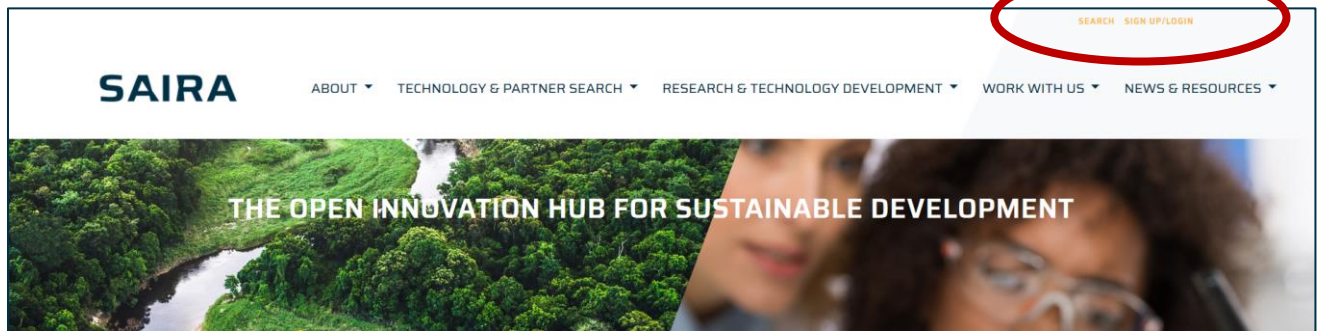 SEARCH SIGN UP/LOGIN
SAIRA ABOUT TECHNOLOGY & PARTNER SEARCH RESEARCH & TECHNOLOGY DEVELOPMENT WORK WITH US NEWS & RESOURCES
THE OPEN INNOVATION HUB FOR SUSTAINABLE DEVELOPMENT